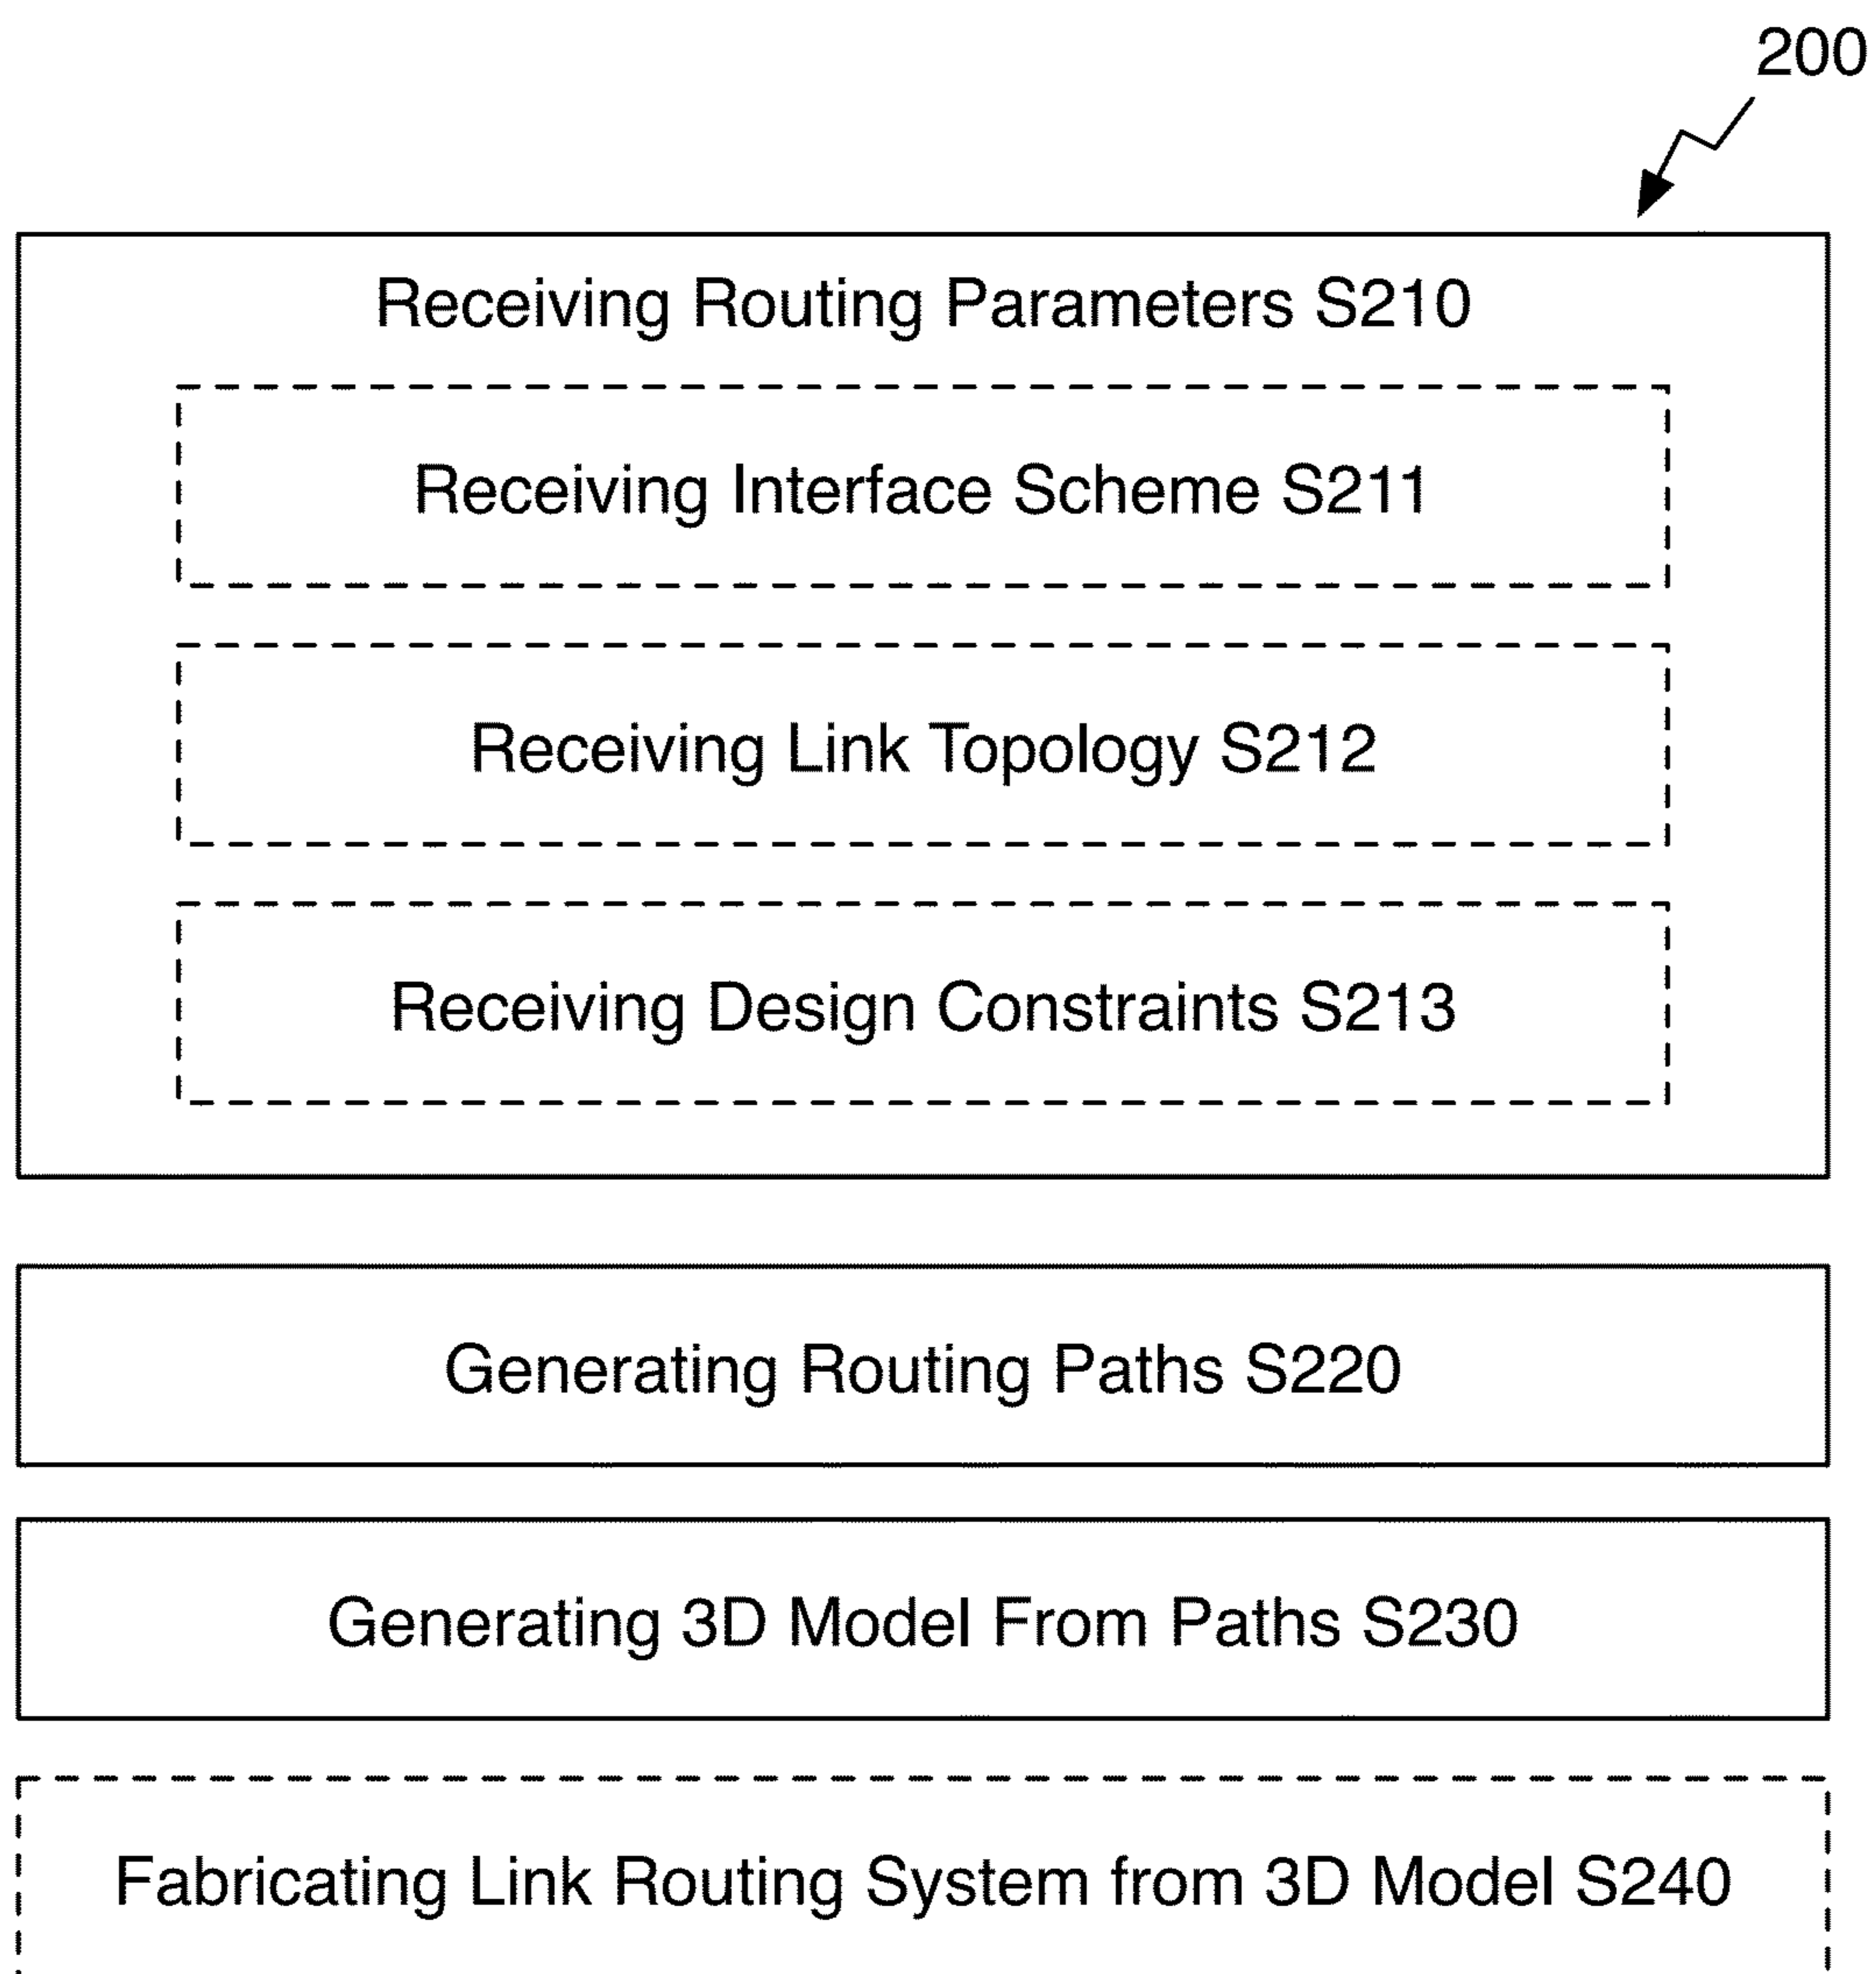 200
Receiving Routing Parameters S210
Receiving Interface Scheme S211
Receiving Link Topology S212
Receiving Design Constraints S213
Generating Routing Paths S220
Generating 3D Model From Paths S230
Fabricating Link Routing System from 3D Model S240